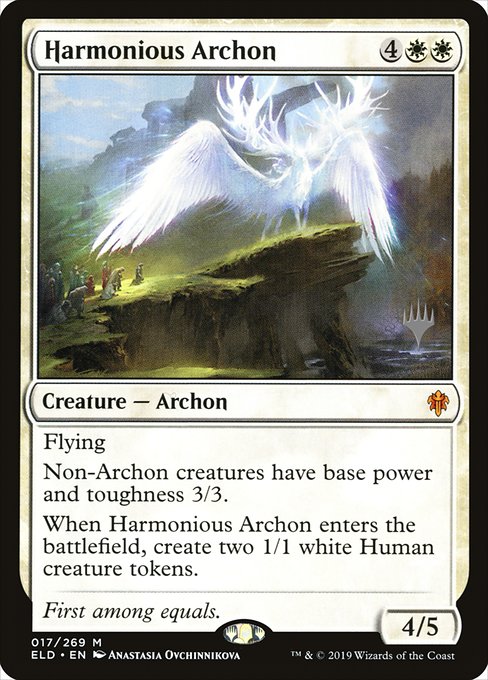 Harmonious Archon 4
Creature — Archon
Flying
Non-Archon creatures have base power
and toughness 3/3.
When Harmonious Archon enters the
battlefield, create two 1/1 white Human
creature tokens.
First among equals.
4/5
017/269 M
ELD • EN Anastasia Ovchinnikova
™ & © 2019 Wizards of the Coast